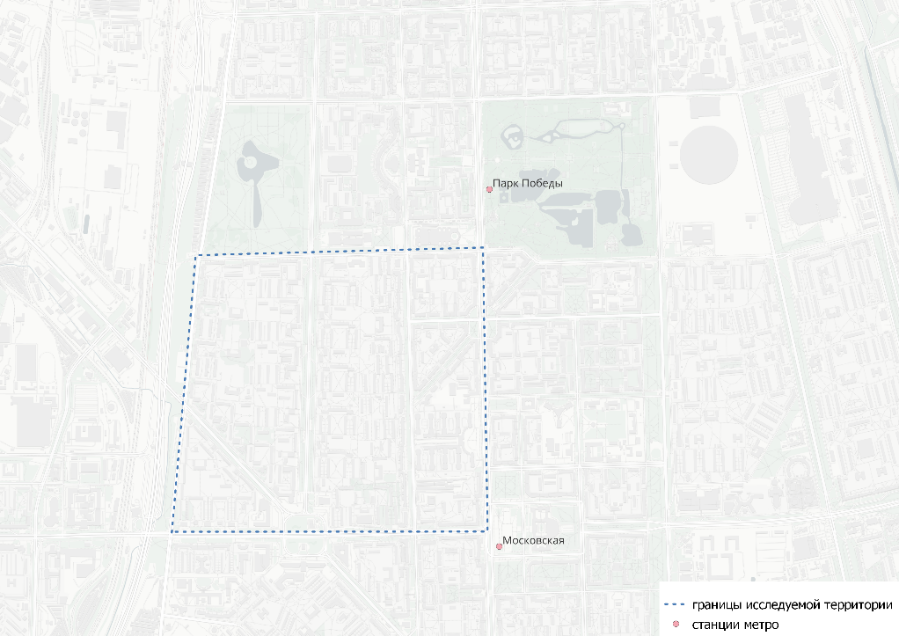 Парк Победы
Московская
границы исследуемой территории
станции метро